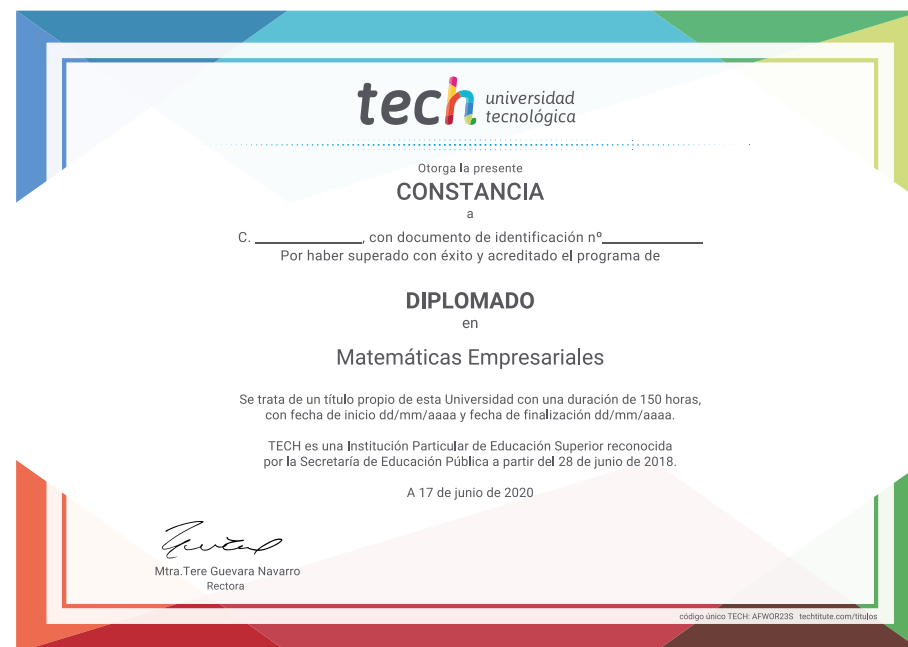 tech universidad
tecnológica
Otorga la presente
CONSTANCIA
a
C. ______________, con documento de identificación nº_____________
Por haber superado con éxito y acreditado el programa de
DIPLOMADO
en
Matemáticas Empresariales
Se trata de un título propio de esta Universidad con una duración de 150 horas,
con fecha de inicio dd/mm/aaaa y fecha de finalización dd/mm/aaaa.
TECH es una Institución Particular de Educación Superior reconocida
por la Secretaría de Educación Pública a partir del 28 de junio de 2018.
A 17 de junio de 2020
Mtra.Tere Guevara Navarro
Rectora
código único TECH: AFWOR23S techtitute.com/titulos